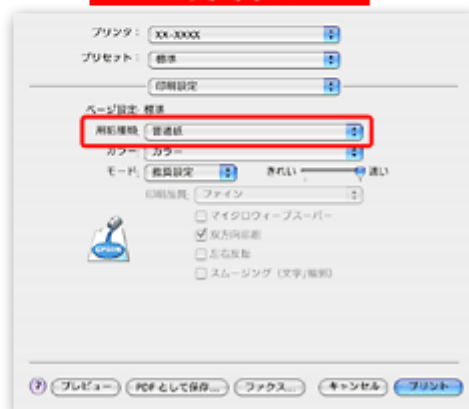 プリンタ： XX-XXXX
プリセット： 標準
印刷設定
ページ設定: 標準
用紙種類: 普通紙
カラー: カラー
モード: 推奨設定 きれい 速い
印刷品質: ファイン
マイクロウィーブスーパー
双方向印刷
左右反転
スムージング（文字/輪郭）
EPSON
? プレビュー PDF として保存... ファクス... キャンセル プリント